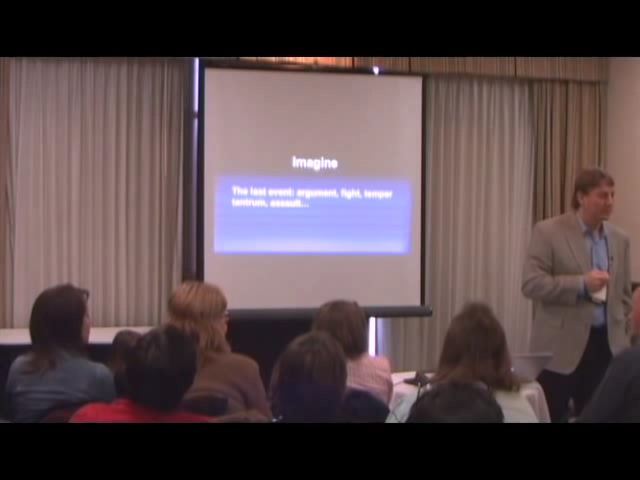 Imagine
The last event: argument, fight, temper
tantrum, assault...